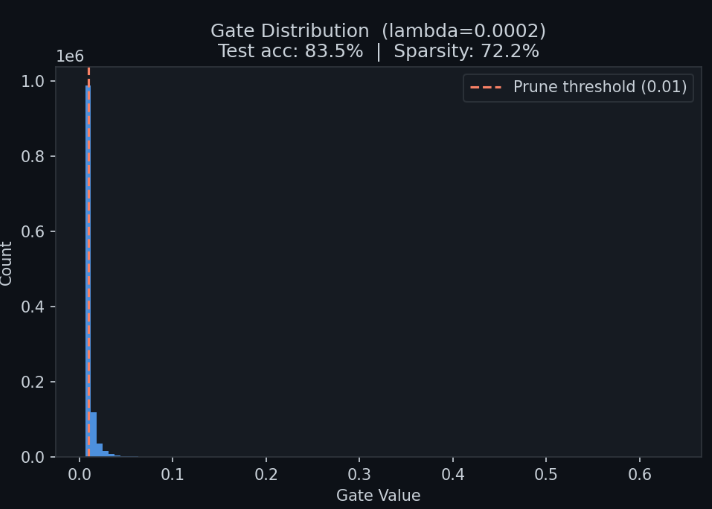 Gate Distribution  (lambda=0.0002)
Test acc: 83.5%  |  Sparsity: 72.2%
1e6
Prune threshold (0.01)
1.0
0.8
0.6
0.4
0.2
0.0
Count
0.0 0.1 0.2 0.3 0.4 0.5 0.6
Gate Value